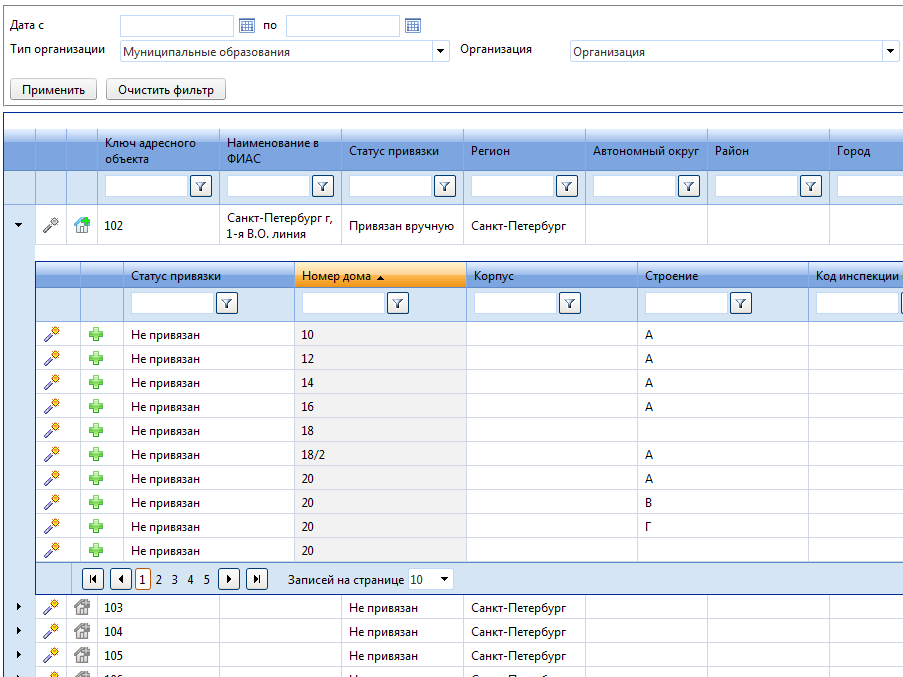 Дата с по
Тип организации Муниципальные образования Организация Организация
Применить Очистить фильтр
Ключ адресного объекта Наименование в ФИАС Статус привязки Регион Автономный округ Район Город
102 Санкт-Петербург г, 1-я В.О. линия Привязан вручную Санкт-Петербург
Статус привязки Номер дома Корпус Строение Код инспекции
Не привязан 10 А
Не привязан 12 А
Не привязан 14 А
Не привязан 16 А
Не привязан 18
Не привязан 18/2 А
Не привязан 20 А
Не привязан 20 В
Не привязан 20 Г
Не привязан 20
1 2 3 4 5 Записей на странице 10
103 Не привязан Санкт-Петербург
104 Не привязан Санкт-Петербург
105 Не привязан Санкт-Петербург